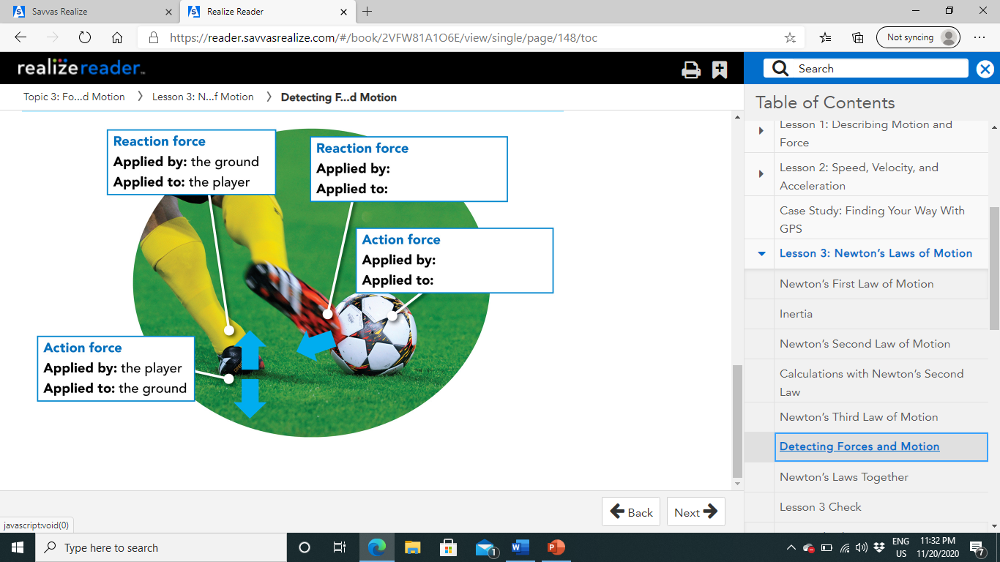 Savvas Realize
Realize Reader
https://reader.savvasrealize.com/#/book/2VFW81A1O6E/view/single/page/148/toc
Not syncing
realizereader™
Search
Topic 3: Fo...d Motion > Lesson 3: N...f Motion > Detecting F...d Motion
Reaction force
Applied by: the ground
Applied to: the player
Reaction force
Applied by:
Applied to:
Action force
Applied by:
Applied to:
Action force
Applied by: the player
Applied to: the ground
Table of Contents
Lesson 1: Describing Motion and
Force
Lesson 2: Speed, Velocity, and
Acceleration
Case Study: Finding Your Way With
GPS
Lesson 3: Newton's Laws of Motion
Newton's First Law of Motion
Inertia
Newton's Second Law of Motion
Calculations with Newton's Second
Law
Newton's Third Law of Motion
Detecting Forces and Motion
Newton's Laws Together
Lesson 3 Check
Back
Next
javascript:void(0)
Type here to search
1
ENG
US
11:32 PM
11/20/2020
7